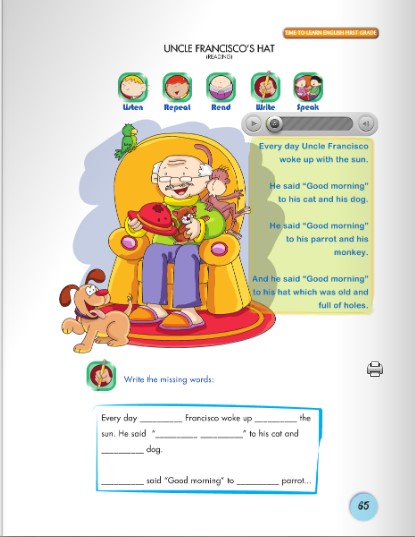 TIME TO LEARN ENGLISH FIRST GRADE
UNCLE FRANCISCO'S HAT
(READING)
Listen Repeat Read Write Speak
Every day Uncle Francisco
woke up with the sun.
He said "Good morning"
to his cat and his dog.
He said "Good morning"
to his parrot and his
monkey.
And he said "Good morning"
to his hat which was old and
full of holes.
Write the missing words:
Every day _________ Francisco woke up _________ the
sun. He said "_________ _________" to his cat and
_________ dog.
_________ said "Good morning" to _________ parrot...
65